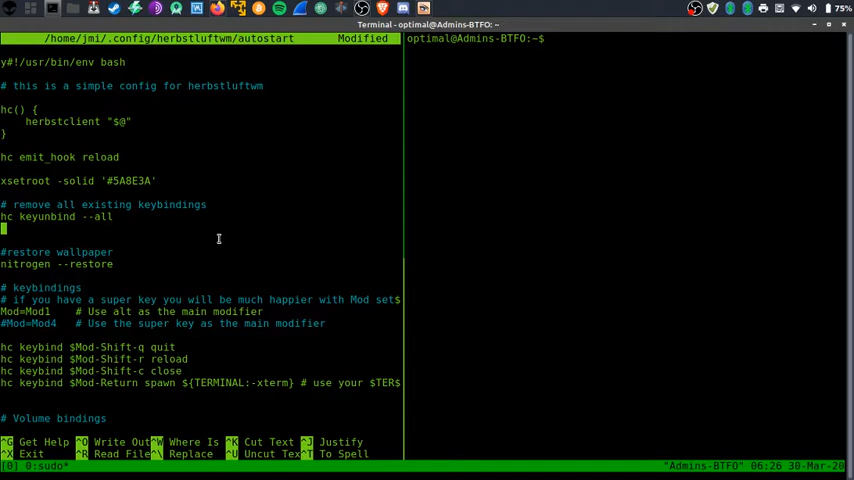 75%
Terminal - optimal@Admins-BTFO:~
/home/jmi/.config/herbstluftwm/autostart Modified
optimal@Admins-BTFO:~$
y#!/usr/bin/env bash
# this is a simple config for herbstluftwm
hc() {
herbstclient "$@"
}
hc emit_hook reload
xsetroot -solid '#5A8E3A'
# remove all existing keybindings
hc keyunbind --all
#restore wallpaper
nitrogen --restore
# keybindings
# if you have a super key you will be much happier with Mod set$
Mod=Mod1 # Use alt as the main modifier
#Mod=Mod4 # Use the super key as the main modifier
hc keybind $Mod-Shift-q quit
hc keybind $Mod-Shift-r reload
hc keybind $Mod-Shift-c close
hc keybind $Mod-Return spawn ${TERMINAL:-xterm} # use your $TER$
# Volume bindings
^G Get Help ^O Write Out ^W Where Is ^K Cut Text ^J Justify
^X Exit ^R Read File ^\ Replace ^U Uncut Tex ^T To Spell
[0] 0:sudo* "Admins-BTFO" 06:26 30-Mar-20